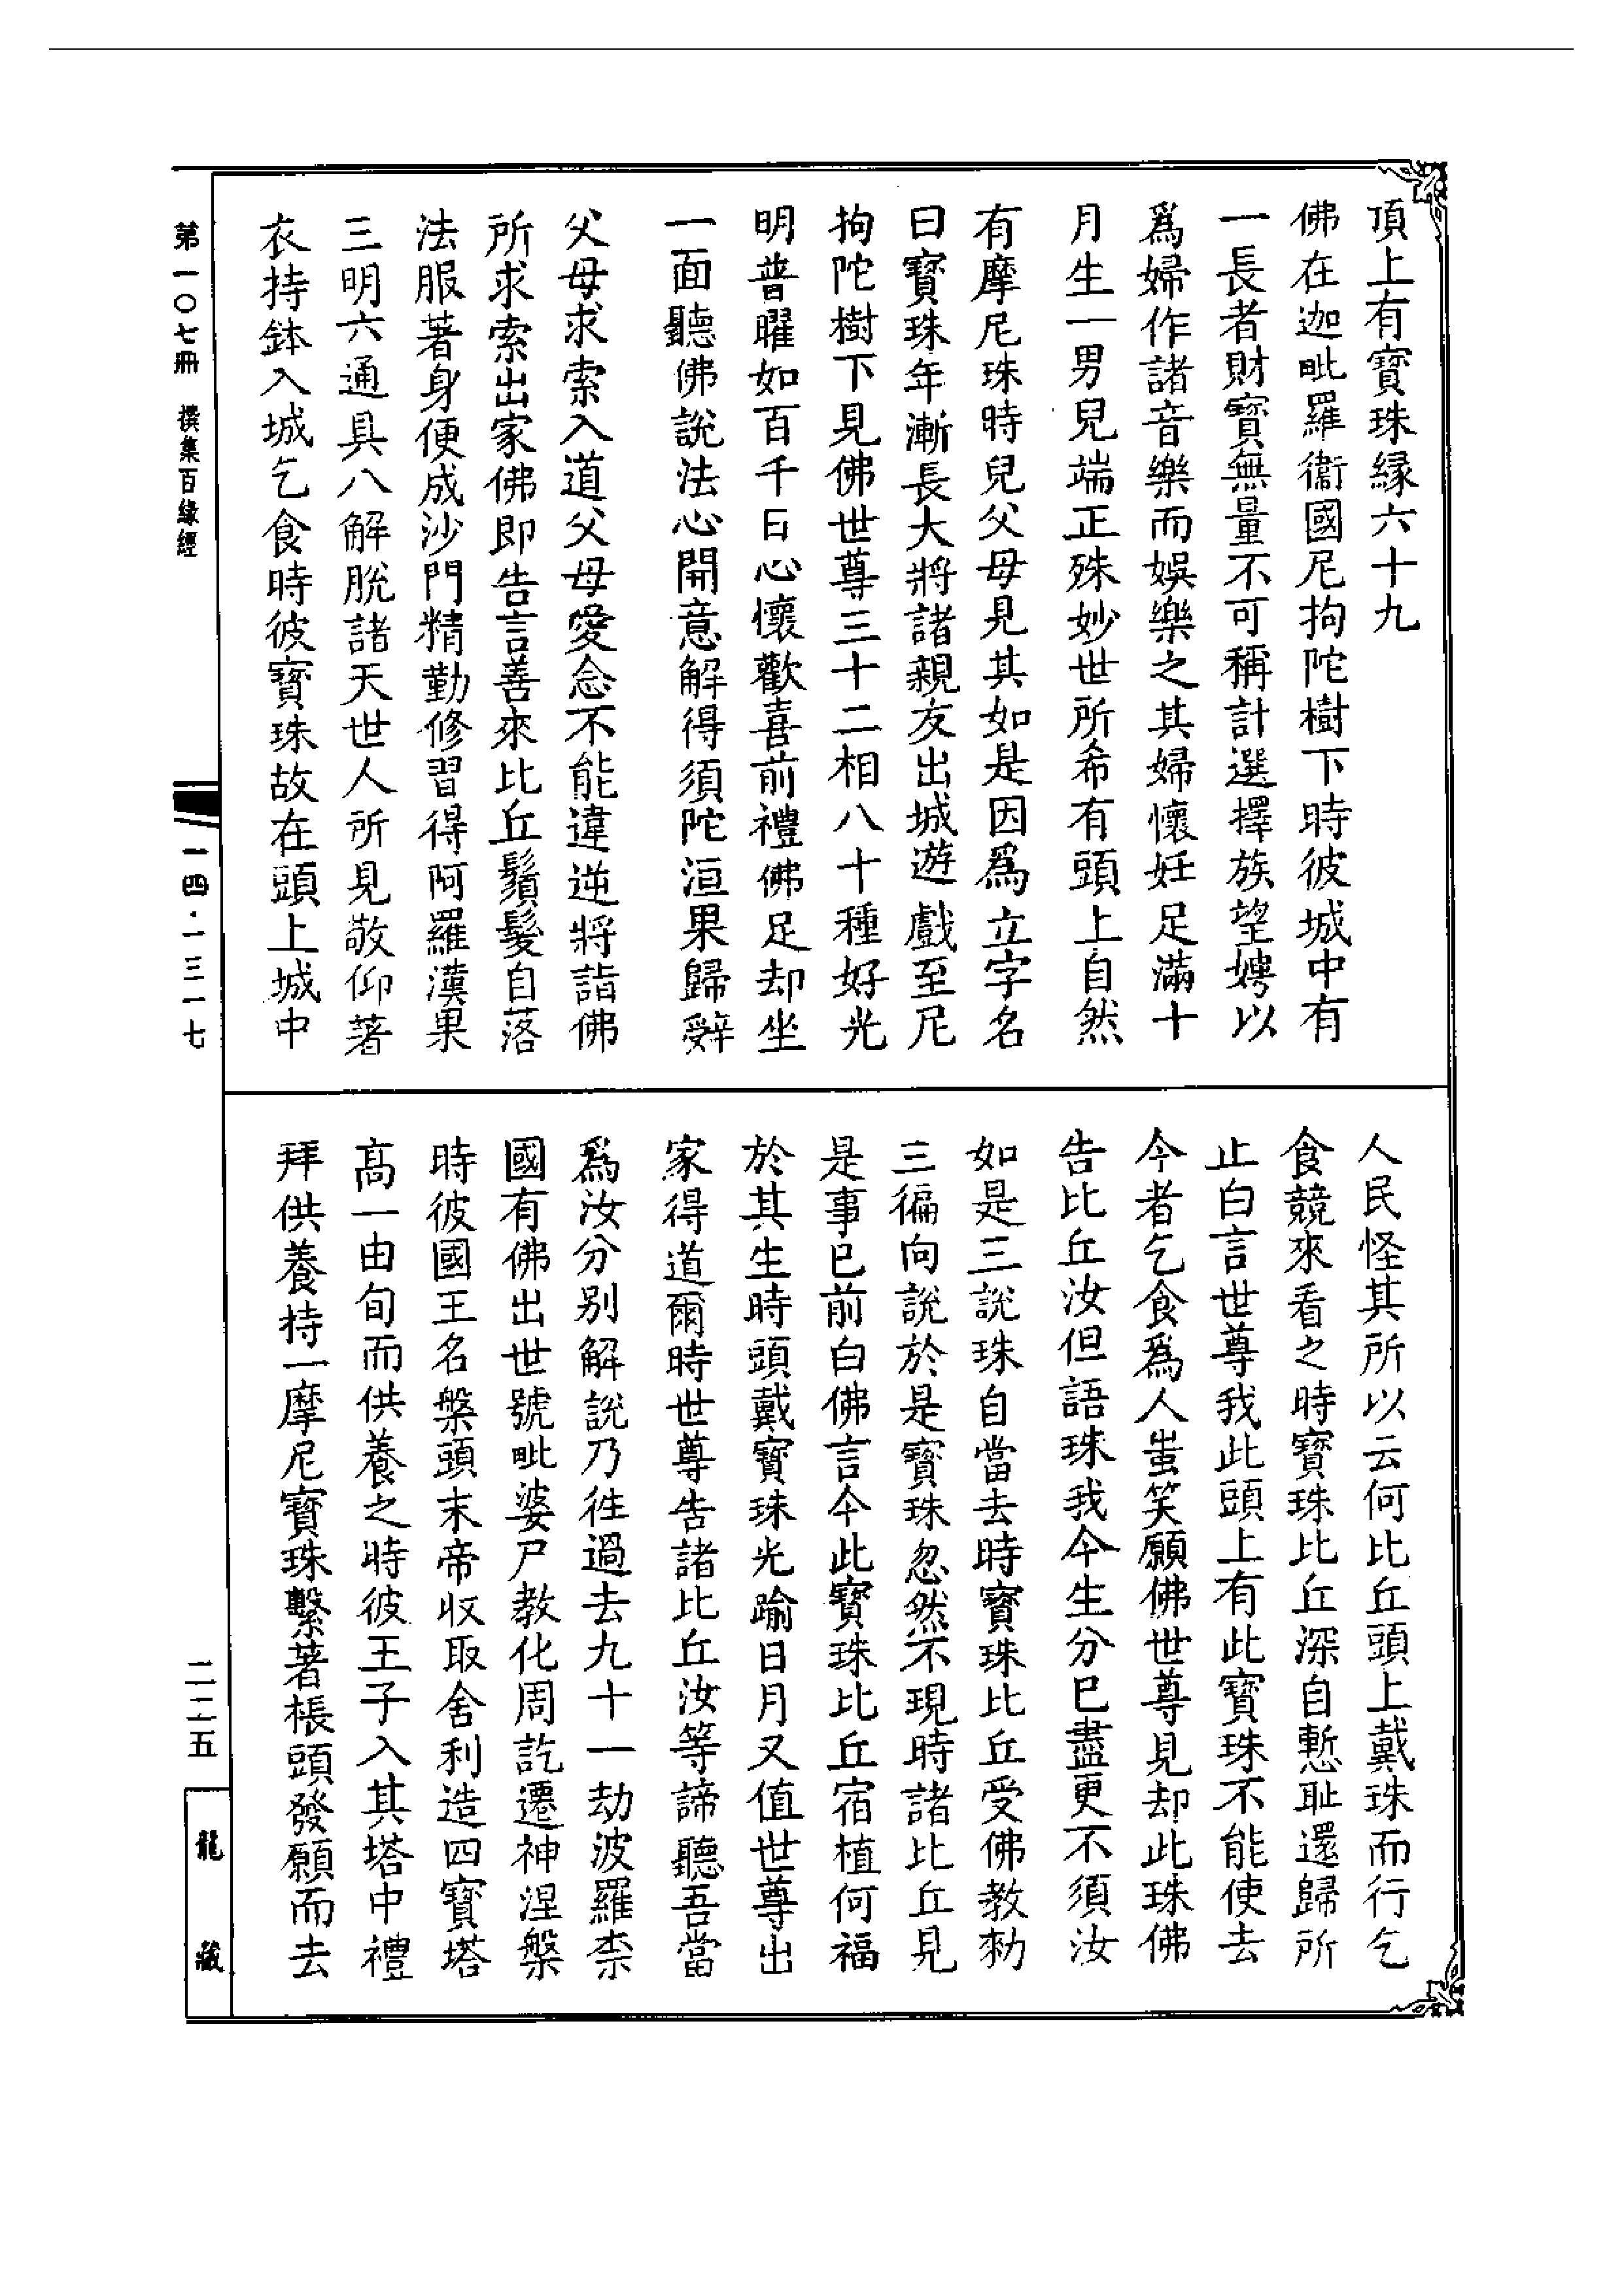 頂上有寶珠緣六十九
佛在迦毗羅衞國尼拘陀樹下時彼城中有
一長者財寶無量不可稱計選擇族望娉以
爲婦作諸音樂而娛樂之其婦懷妊足滿十
月生一男兒端正殊妙世所希有頭上自然
有摩尼珠時兒父母見其如是因爲立字名
曰寶珠年漸長大將諸親友出城遊戲至尼
拘陀樹下見佛世尊三十二相八十種好光
明普曜如百千日心懷歡喜前禮佛足却坐
一面聽佛說法心開意解得須陀洹果歸辭
父母求索入道父母愛念不能違逆將詣佛
所求索出家佛即告言善來比丘鬚髮自落
法服著身便成沙門精勤修習得阿羅漢果
三明六通具八解脫諸天世人所見敬仰著
衣持鉢入城乞食時彼寶珠故在頭上城中
人民怪其所以云何比丘頭上戴珠而行乞
食競來看之時寶珠比丘深自慙耻還歸所
止白言世尊我此頭上有此寶珠不能使去
今者乞食爲人蚩笑願佛世尊見却此珠佛
告比丘汝但語珠我今生分已盡更不須汝
如是三說珠自當去時寶珠比丘受佛教勑
三徧向說於是寶珠忽然不現時諸比丘見
是事已前白佛言今此寶珠比丘宿植何福
於其生時頭戴寶珠光踰日月又值世尊出
家得道爾時世尊告諸比丘汝等諦聽吾當
爲汝分別解說乃徃過去九十一劫波羅柰
國有佛出世號毗婆尸教化周訖遷神涅槃
時彼國王名槃頭末帝收取舍利造四寶塔
高一由旬而供養之時彼王子入其塔中禮
拜供養持一摩尼寶珠繫著棖頭發願而去
第一〇七冊 撰集百緣經
一四·一三一七
二二五
龍藏